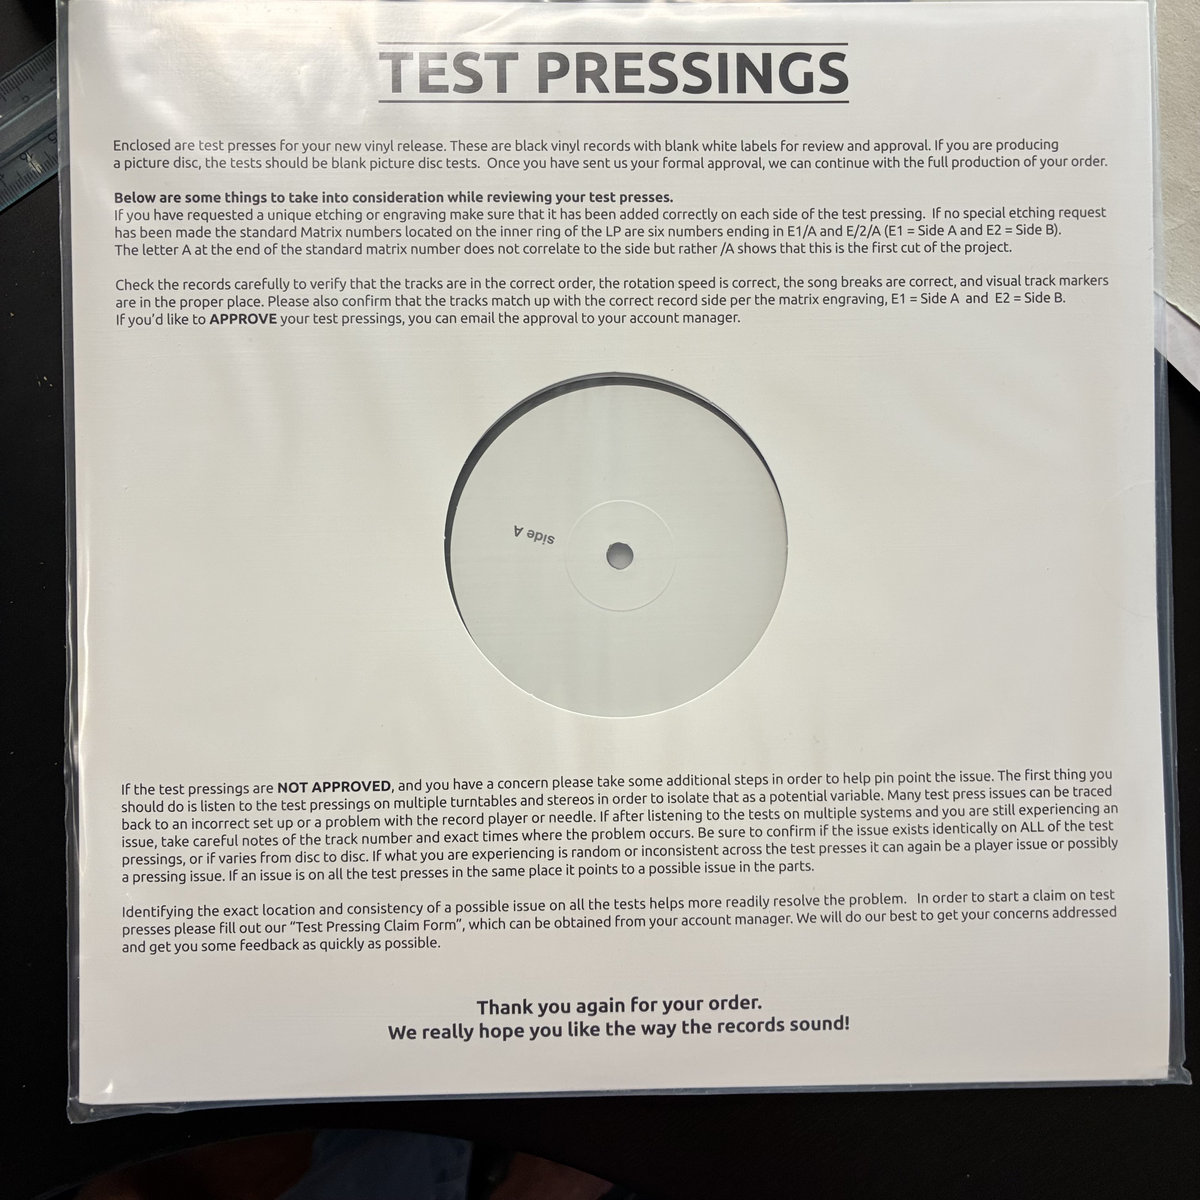 TEST PRESSINGS
Enclosed are test presses for your new vinyl release. These are black vinyl records with blank white labels for review and approval. If you are producing
a picture disc, the tests should be blank picture disc tests. Once you have sent us your formal approval, we can continue with the full production of your order.
Below are some things to take into consideration while reviewing your test presses.
If you have requested a unique etching or engraving make sure that it has been added correctly on each side of the test pressing. If no special etching request
has been made the standard Matrix numbers located on the inner ring of the LP are six numbers ending in E1/A and E/2/A (E1 = Side A and E2 = Side B).
The letter A at the end of the standard matrix number does not correlate to the side but rather /A shows that this is the first cut of the project.
Check the records carefully to verify that the tracks are in the correct order, the rotation speed is correct, the song breaks are correct, and visual track markers
are in the proper place. Please also confirm that the tracks match up with the correct record side per the matrix engraving, E1 = Side A and E2 = Side B.
If you'd like to APPROVE your test pressings, you can email the approval to your account manager.
side A
If the test pressings are NOT APPROVED, and you have a concern please take some additional steps in order to help pin point the issue. The first thing you
should do is listen to the test pressings on multiple turntables and stereos in order to isolate that as a potential variable. Many test press issues can be traced
back to an incorrect set up or a problem with the record player or needle. If after listening to the tests on multiple systems and you are still experiencing an
issue, take careful notes of the track number and exact times where the problem occurs. Be sure to confirm if the issue exists identically on ALL of the test
pressings, or if varies from disc to disc. If what you are experiencing is random or inconsistent across the test presses it can again be a player issue or possibly
a pressing issue. If an issue is on all the test presses in the same place it points to a possible issue in the parts.
Identifying the exact location and consistency of a possible issue on all the tests helps more readily resolve the problem. In order to start a claim on test
presses please fill out our "Test Pressing Claim Form", which can be obtained from your account manager. We will do our best to get your concerns addressed
and get you some feedback as quickly as possible.
Thank you again for your order.
We really hope you like the way the records sound!